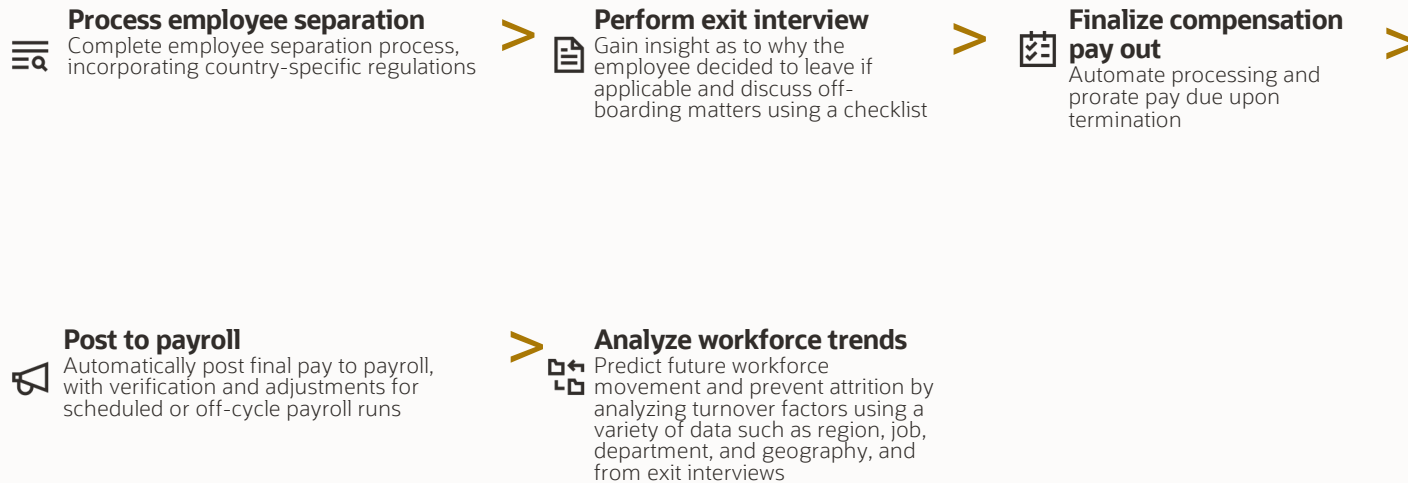 Process employee separation
Complete employee separation process,
incorporating country-specific regulations
>
Perform exit interview
Gain insight as to why the
employee decided to leave if
applicable and discuss off-
boarding matters using a checklist
>
Finalize compensation
pay out
Automate processing and
prorate pay due upon
termination
>
Post to payroll
Automatically post final pay to payroll,
with verification and adjustments for
scheduled or off-cycle payroll runs
>
Analyze workforce trends
Predict future workforce
movement and prevent attrition by
analyzing turnover factors using a
variety of data such as region, job,
department, and geography, and
from exit interviews